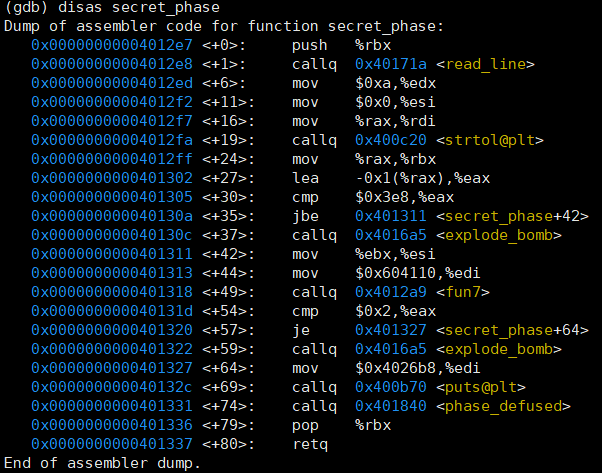 (gdb) disas secret_phase
Dump of assembler code for function secret_phase:
   0x00000000004012e7 <+0>:     push   %rbx
   0x00000000004012e8 <+1>:     callq  0x40171a <read_line>
   0x00000000004012ed <+6>:     mov    $0xa,%edx
   0x00000000004012f2 <+11>:    mov    $0x0,%esi
   0x00000000004012f7 <+16>:    mov    %rax,%rdi
   0x00000000004012fa <+19>:    callq  0x400c20 <strtol@plt>
   0x00000000004012ff <+24>:    mov    %rax,%rbx
   0x0000000000401302 <+27>:    lea    -0x1(%rax),%eax
   0x0000000000401305 <+30>:    cmp    $0x3e8,%eax
   0x000000000040130a <+35>:    jbe    0x401311 <secret_phase+42>
   0x000000000040130c <+37>:    callq  0x4016a5 <explode_bomb>
   0x0000000000401311 <+42>:    mov    %ebx,%esi
   0x0000000000401313 <+44>:    mov    $0x604110,%edi
   0x0000000000401318 <+49>:    callq  0x4012a9 <fun7>
   0x000000000040131d <+54>:    cmp    $0x2,%eax
   0x0000000000401320 <+57>:    je     0x401327 <secret_phase+64>
   0x0000000000401322 <+59>:    callq  0x4016a5 <explode_bomb>
   0x0000000000401327 <+64>:    mov    $0x4026b8,%edi
   0x000000000040132c <+69>:    callq  0x400b70 <puts@plt>
   0x0000000000401331 <+74>:    callq  0x401840 <phase_defused>
   0x0000000000401336 <+79>:    pop    %rbx
   0x0000000000401337 <+80>:    retq
End of assembler dump.